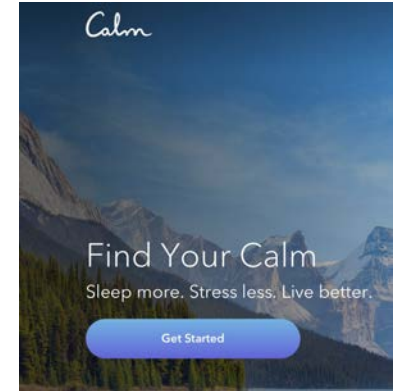 Calm
Find Your Calm
Sleep more. Stress less. Live better.
Get Started